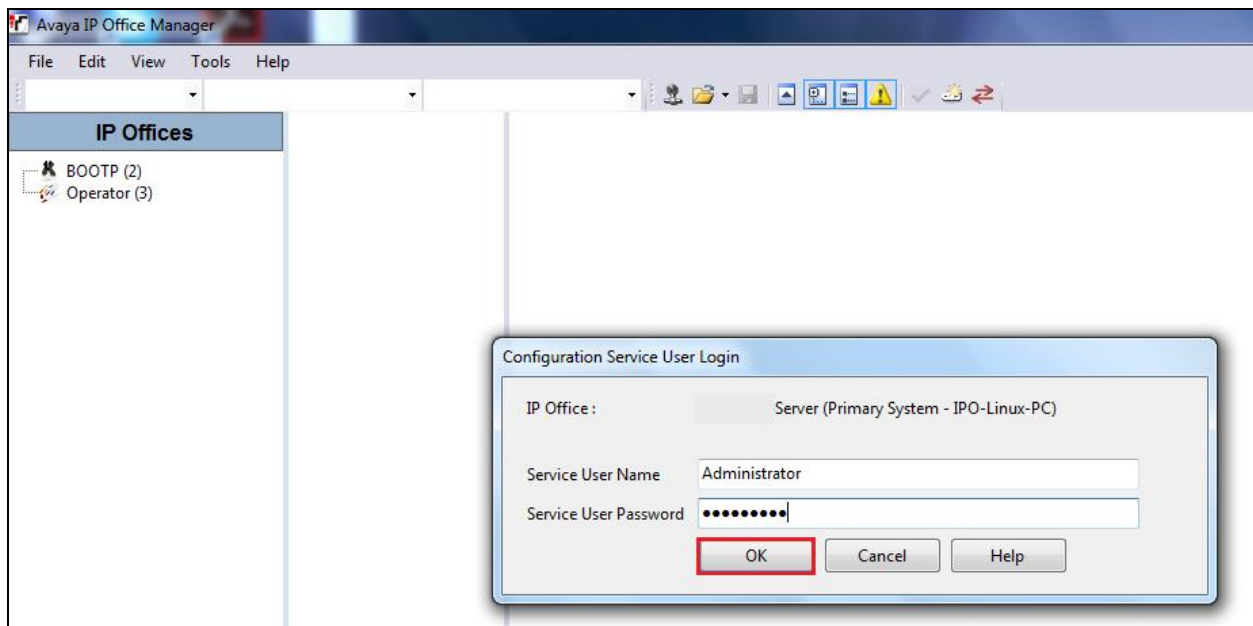 Avaya IP Office Manager
File Edit View Tools Help
IP Offices
BOOTP (2)
Operator (3)
Configuration Service User Login
IP Office : Server (Primary System - IPO-Linux-PC)
Service User Name Administrator
Service User Password •••••••••
OK Cancel Help